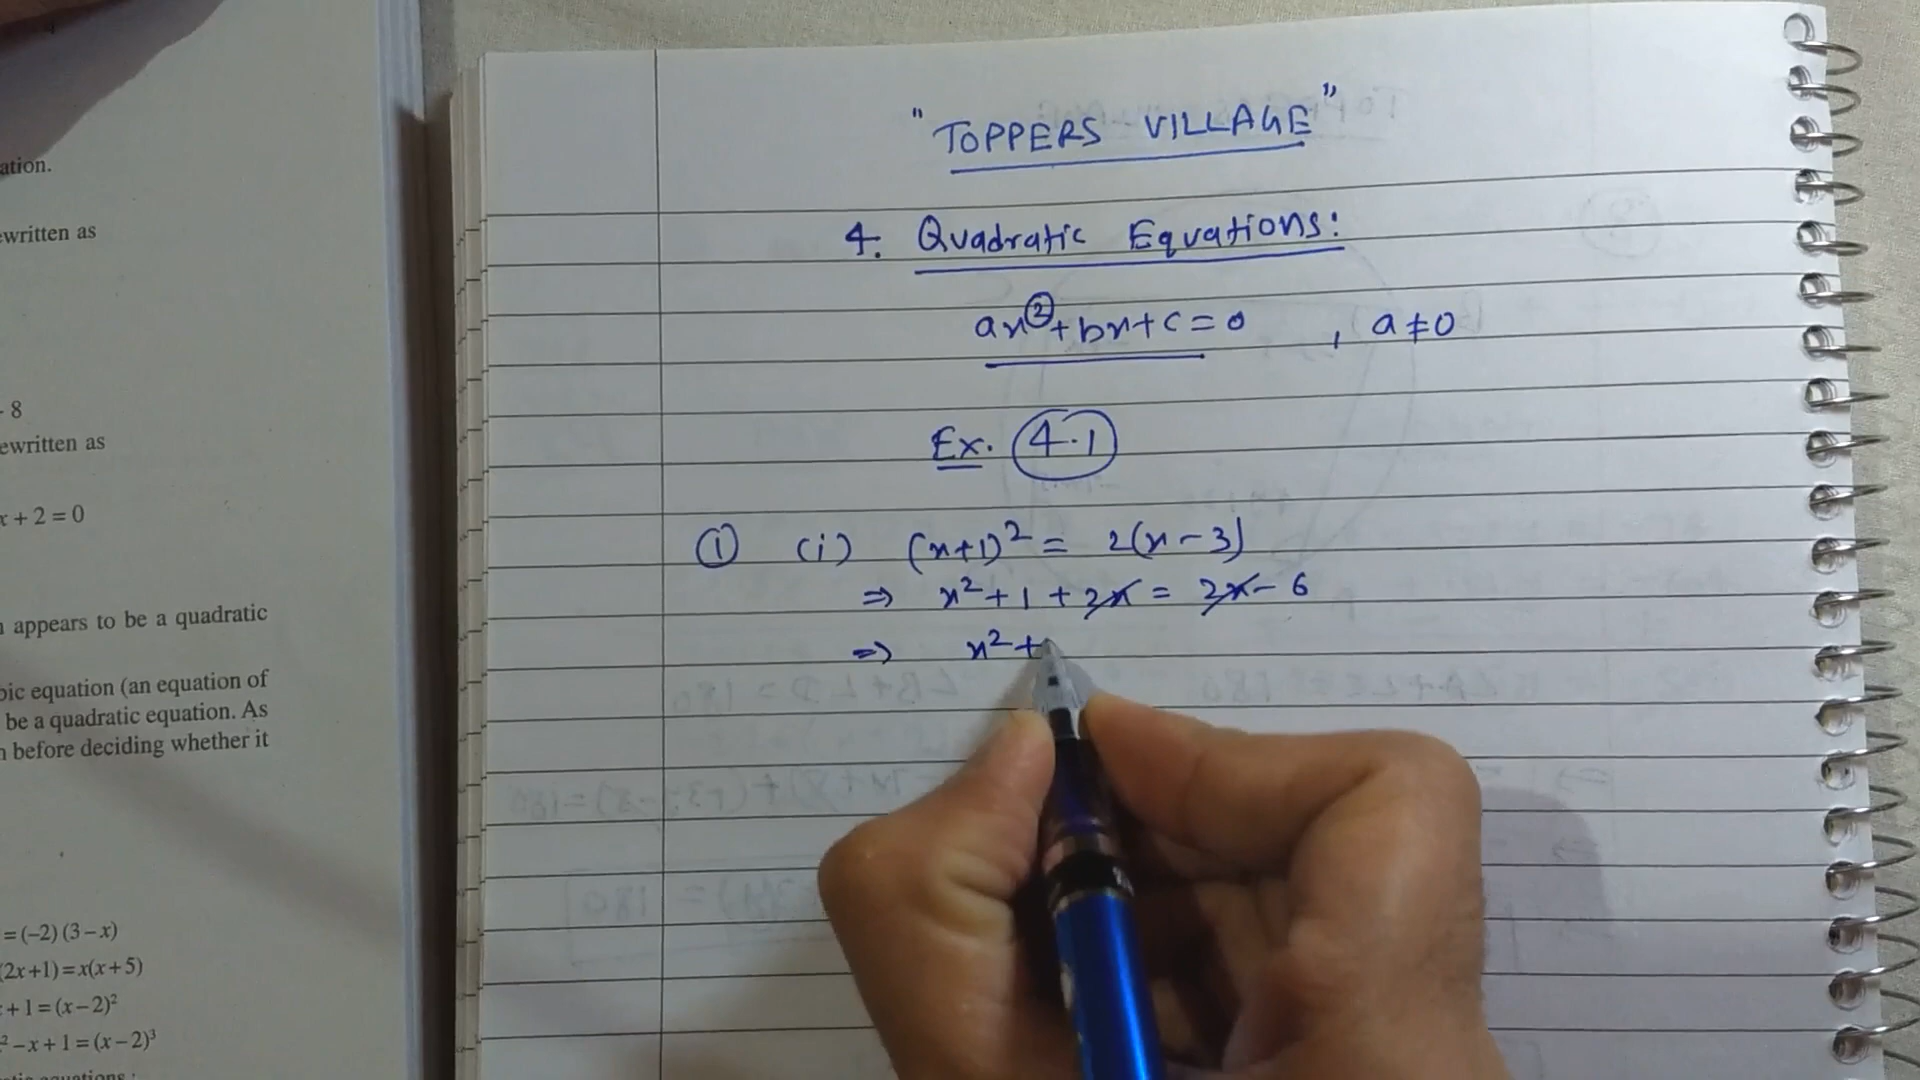 ation.
ewritten as
- 8
ewritten as
x + 2 = 0
appears to be a quadratic
bic equation (an equation of
be a quadratic equation. As
before deciding whether it
= (–2) (3 – x)
(2x+1) = x(x+5)
+ 1 = (x – 2)²
² – x + 1 = (x – 2)³
equations :
"TOPPERS VILLAGE"
4. Quadratic Equations:
ax²+bx+c=0 , a≠0
Ex. 4.1
① (i) (x+1)² = 2(x-3)
⇒ x²+1+2x = 2x-6
⇒ x²+